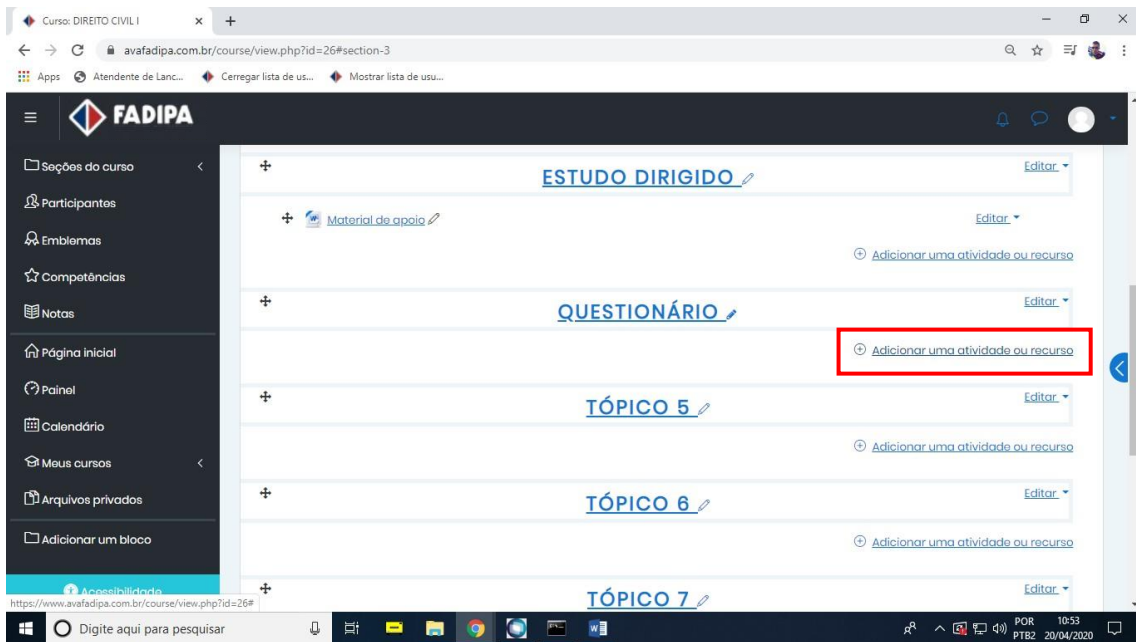 Curso: DIREITO CIVIL I
avafadipa.com.br/course/view.php?id=26#section-3
Apps Atendente de Lanc... Cerregar lista de us... Mostrar lista de usu...
FADIPA
Seções do curso
Participantes
Emblemas
Competências
Notas
Página inicial
Painel
Calendário
Meus cursos
Arquivos privados
Adicionar um bloco
Acessibilidade
ESTUDO DIRIGIDO Editar
Material de apoio Editar
Adicionar uma atividade ou recurso
QUESTIONÁRIO Editar
Adicionar uma atividade ou recurso
TÓPICO 5 Editar
Adicionar uma atividade ou recurso
TÓPICO 6 Editar
Adicionar uma atividade ou recurso
TÓPICO 7 Editar
https://www.avafadipa.com.br/course/view.php?id=26#
Digite aqui para pesquisar
POR 10:53
PTB2 20/04/2020